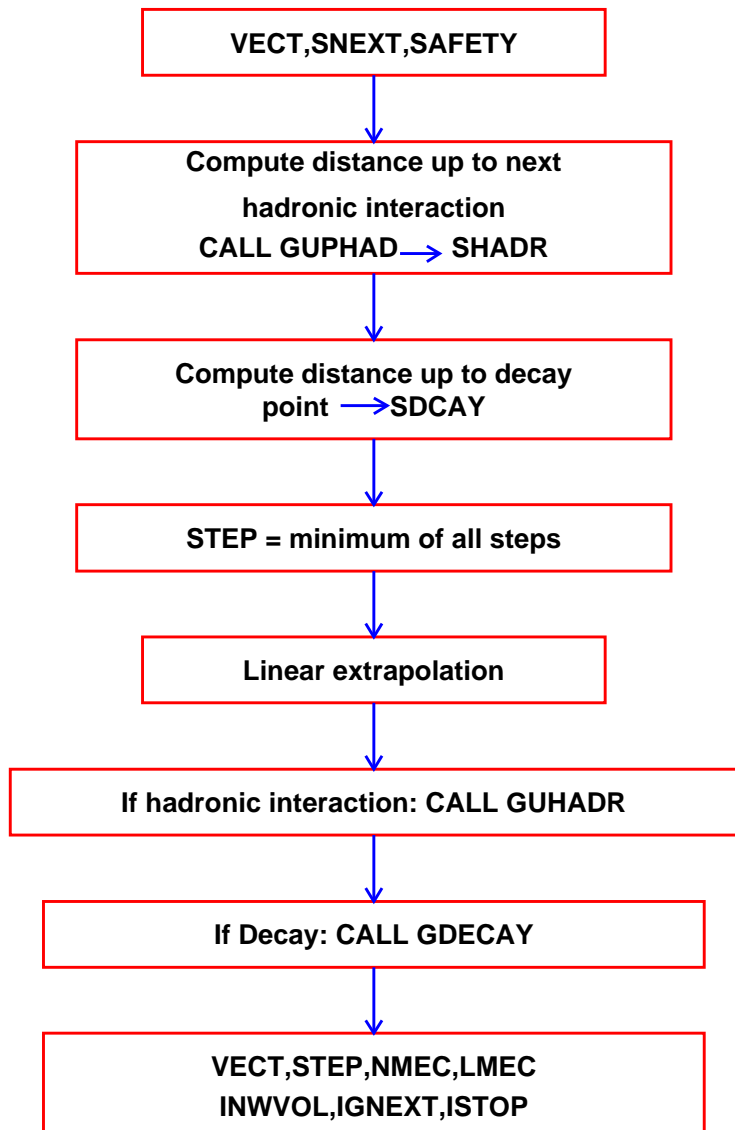 VECT,SNEXT,SAFETY
Compute distance up to next
hadronic interaction
CALL GUPHAD → SHADR
Compute distance up to decay
point → SDCAY
STEP = minimum of all steps
Linear extrapolation
If hadronic interaction: CALL GUHADR
If Decay: CALL GDECAY
VECT,STEP,NMEC,LMEC
INWVOL,IGNEXT,ISTOP